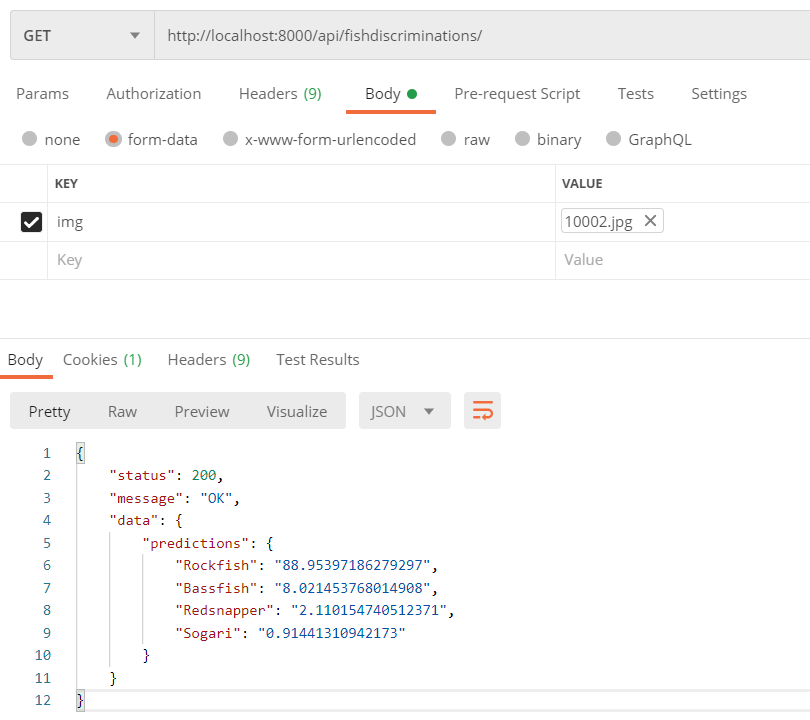 GET http://localhost:8000/api/fishdiscriminations/
Params Authorization Headers (9) Body Pre-request Script Tests Settings
none form-data x-www-form-urlencoded raw binary GraphQL
KEY VALUE
img 10002.jpg
Key Value
Body Cookies (1) Headers (9) Test Results
Pretty Raw Preview Visualize JSON
1 {
2 "status": 200,
3 "message": "OK",
4 "data": {
5 "predictions": {
6 "Rockfish": "88.95397186279297",
7 "Bassfish": "8.021453768014908",
8 "Redsnapper": "2.110154740512371",
9 "Sogari": "0.91441310942173"
10 }
11 }
12 }